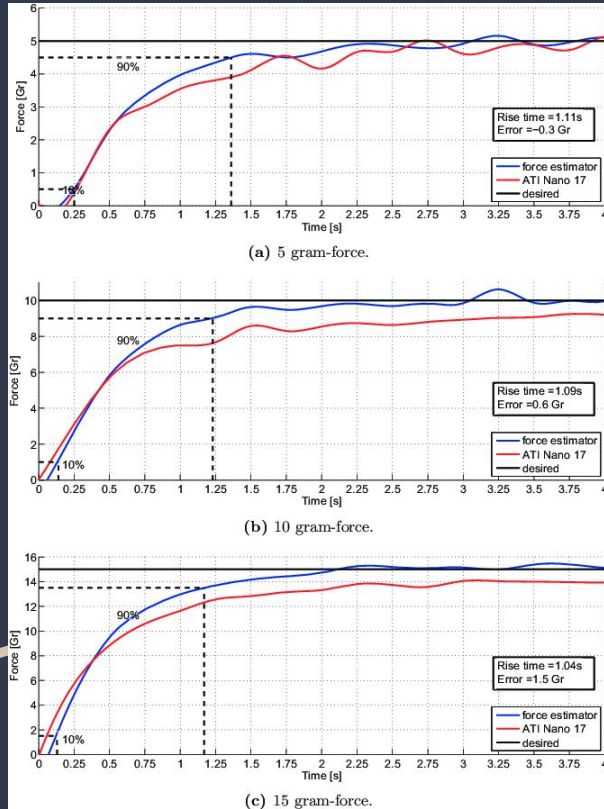 6
5
4
3
2
1
0
Force [Gr]
90%
10%
Rise time =1.11s
Error =−0.3 Gr
force estimator
ATI Nano 17
desired
0 0.25 0.5 0.75 1 1.25 1.5 1.75 2 2.25 2.5 2.75 3 3.25 3.5 3.75 4
Time [s]
(a) 5 gram-force.
10
8
6
4
2
0
Force [Gr]
90%
10%
Rise time =1.09s
Error =0.6 Gr
force estimator
ATI Nano 17
desired
0 0.25 0.5 0.75 1 1.25 1.5 1.75 2 2.25 2.5 2.75 3 3.25 3.5 3.75 4
Time [s]
(b) 10 gram-force.
16
14
12
10
8
6
4
2
0
Force [Gr]
90%
10%
Rise time =1.04s
Error =1.5 Gr
force estimator
ATI Nano 17
desired
0 0.25 0.5 0.75 1 1.25 1.5 1.75 2 2.25 2.5 2.75 3 3.25 3.5 3.75 4
Time [s]
(c) 15 gram-force.